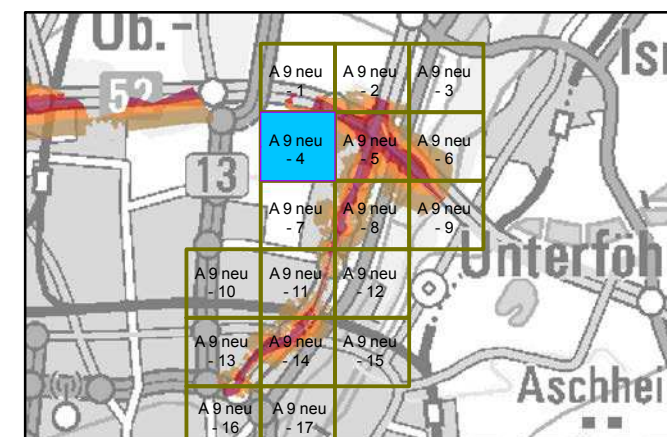 Ob.-
Isr
52
A 9 neu
- 1
A 9 neu
- 2
A 9 neu
- 3
A 9 neu
- 4
A 9 neu
- 5
A 9 neu
- 6
13
A 9 neu
- 7
A 9 neu
- 8
A 9 neu
- 9
Unterföh
A 9 neu
- 10
A 9 neu
- 11
A 9 neu
- 12
A 9 neu
- 13
A 9 neu
- 14
A 9 neu
- 15
Aschhei
A 9 neu
- 16
A 9 neu
- 17